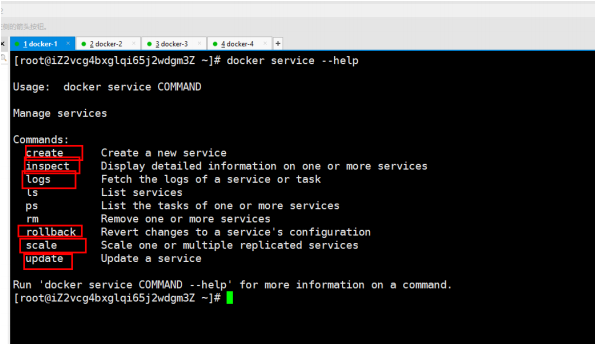 1 docker-1 2 docker-2 3 docker-3 4 docker-4
[root@iZ2vcg4bxglqi65j2wdgm3Z ~]# docker service --help
Usage: docker service COMMAND
Manage services
Commands:
create Create a new service
inspect Display detailed information on one or more services
logs Fetch the logs of a service or task
ls List services
ps List the tasks of one or more services
rm Remove one or more services
rollback Revert changes to a service's configuration
scale Scale one or multiple replicated services
update Update a service
Run 'docker service COMMAND --help' for more information on a command.
[root@iZ2vcg4bxglqi65j2wdgm3Z ~]#